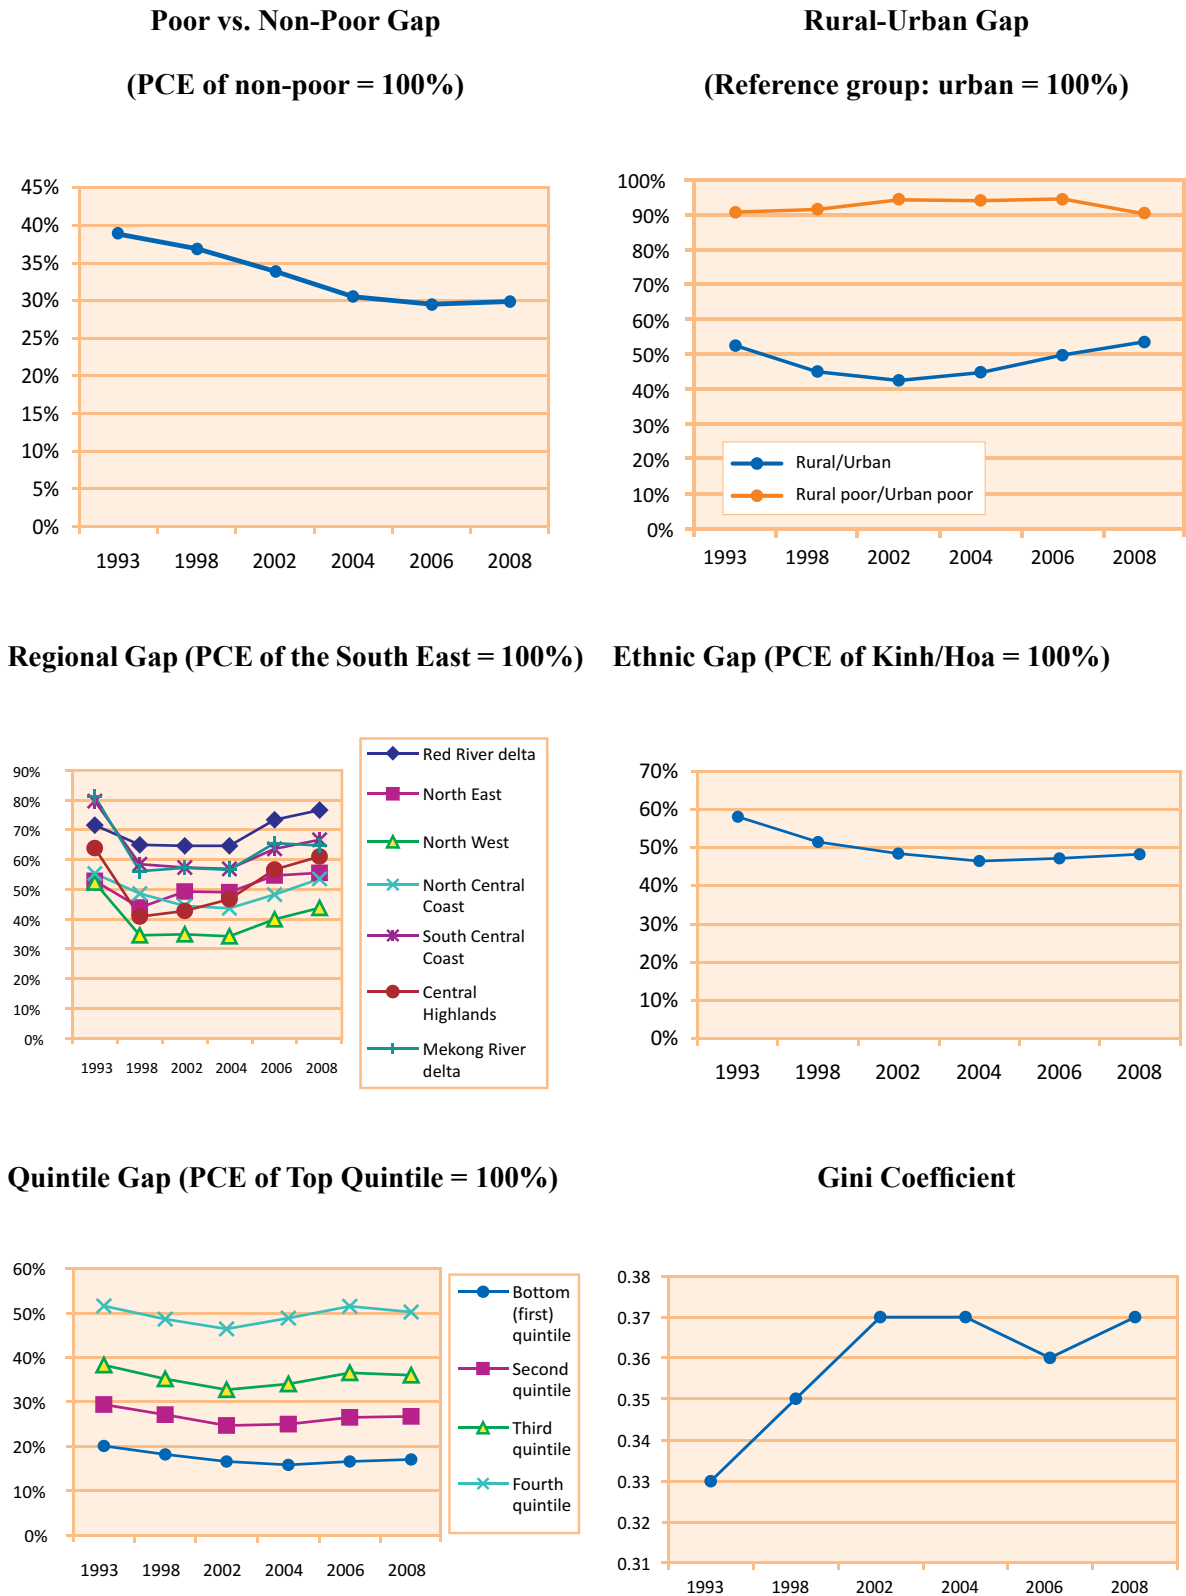 Poor vs. Non-Poor Gap
(PCE of non-poor = 100%)
45%
40%
35%
30%
25%
20%
15%
10%
5%
0%
1993 1998 2002 2004 2006 2008
Rural-Urban Gap
(Reference group: urban = 100%)
100%
90%
80%
70%
60%
50%
40%
30%
20%
10%
0%
Rural/Urban
Rural poor/Urban poor
1993 1998 2002 2004 2006 2008
Regional Gap (PCE of the South East = 100%)
90%
80%
70%
60%
50%
40%
30%
20%
10%
0%
1993 1998 2002 2004 2006 2008
Red River delta
North East
North West
North Central
Coast
South Central
Coast
Central
Highlands
Mekong River
delta
Ethnic Gap (PCE of Kinh/Hoa = 100%)
70%
60%
50%
40%
30%
20%
10%
0%
1993 1998 2002 2004 2006 2008
Quintile Gap (PCE of Top Quintile = 100%)
60%
50%
40%
30%
20%
10%
0%
1993 1998 2002 2004 2006 2008
Bottom
(first)
quintile
Second
quintile
Third
quintile
Fourth
quintile
Gini Coefficient
0.38
0.37
0.36
0.35
0.34
0.33
0.32
0.31
1993 1998 2002 2004 2006 2008